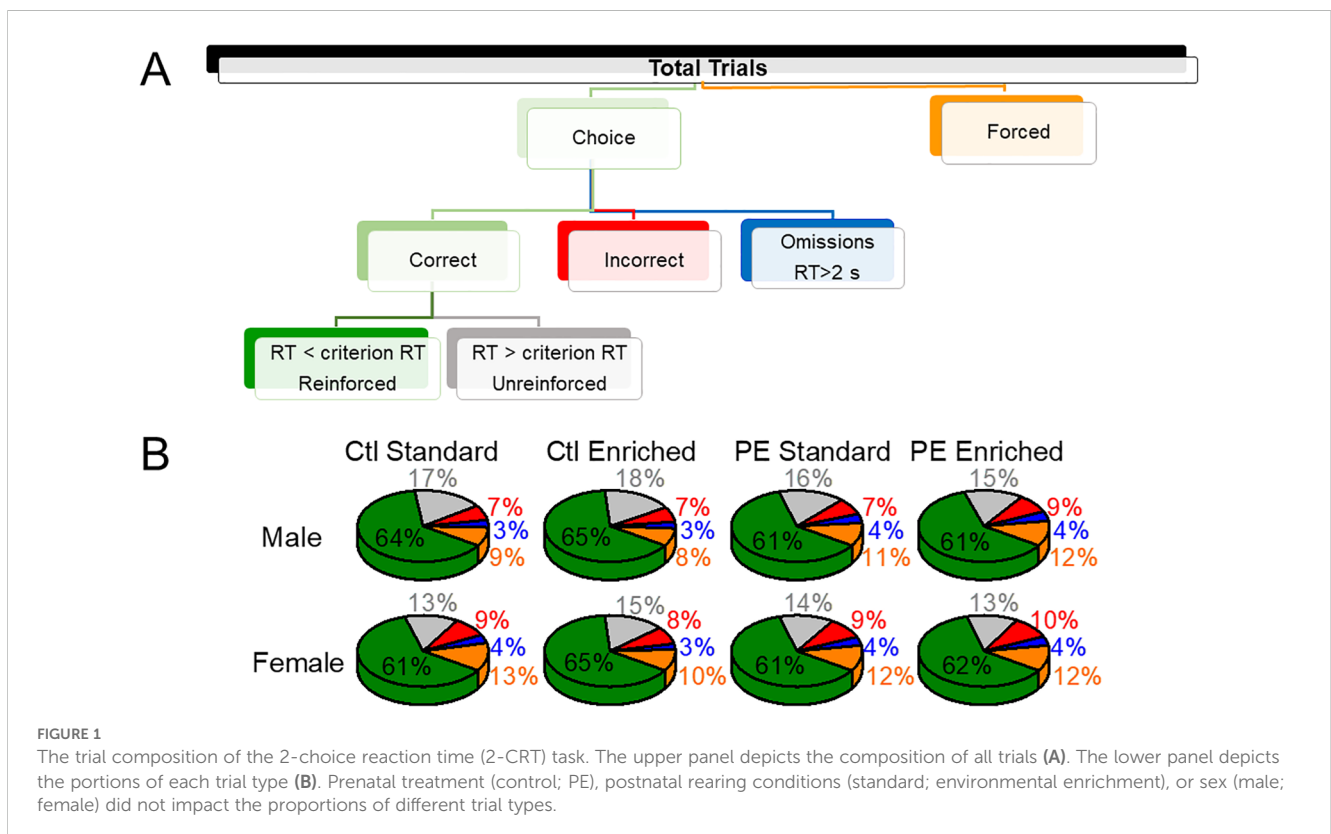 A
Total Trials
Choice
Forced
Correct
Incorrect
Omissions
RT>2 s
RT < criterion RT
Reinforced
RT > criterion RT
Unreinforced
B
Ctl Standard
Ctl Enriched
PE Standard
PE Enriched
Male
17%
7%
3%
9%
64%
18%
7%
3%
8%
65%
16%
7%
4%
11%
61%
15%
9%
4%
12%
61%
Female
13%
9%
4%
13%
61%
15%
8%
3%
10%
65%
14%
9%
4%
12%
61%
13%
10%
4%
12%
62%
FIGURE 1
The trial composition of the 2-choice reaction time (2-CRT) task. The upper panel depicts the composition of all trials (A). The lower panel depicts
the portions of each trial type (B). Prenatal treatment (control; PE), postnatal rearing conditions (standard; environmental enrichment), or sex (male;
female) did not impact the proportions of different trial types.